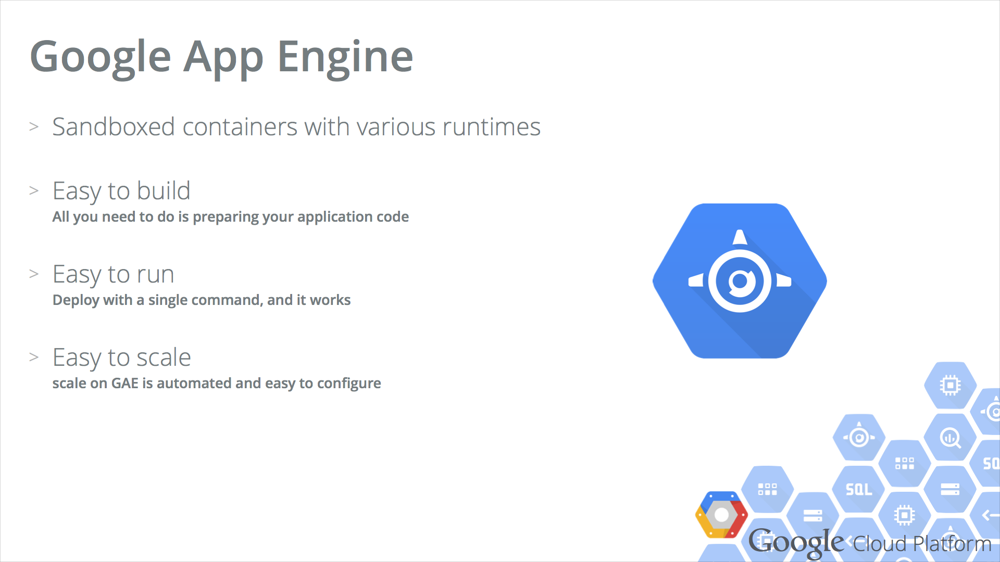 Google App Engine
> Sandboxed containers with various runtimes
> Easy to build
All you need to do is preparing your application code
> Easy to run
Deploy with a single command, and it works
> Easy to scale
scale on GAE is automated and easy to configure
SQL
SQL
Google Cloud Platform